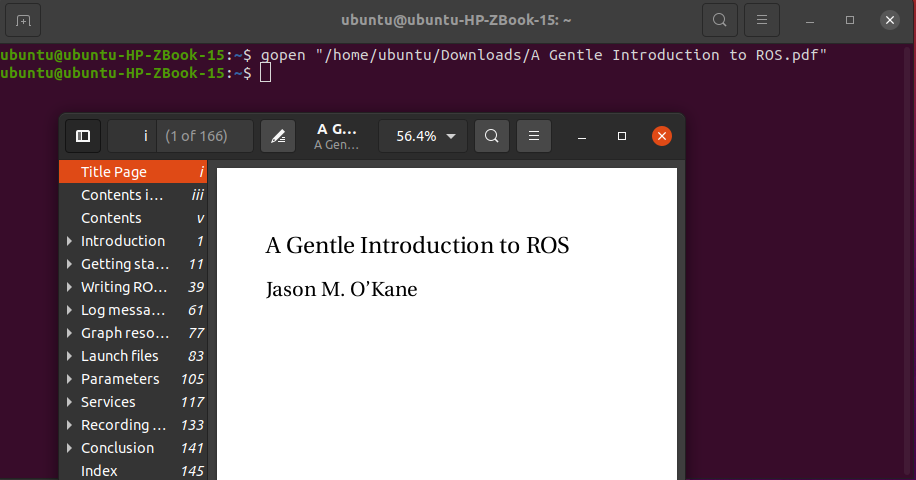 ubuntu@ubuntu-HP-ZBook-15: ~
ubuntu@ubuntu-HP-ZBook-15:~$ gopen "/home/ubuntu/Downloads/A Gentle Introduction to ROS.pdf"
ubuntu@ubuntu-HP-ZBook-15:~$
i (1 of 166)
A G…
A Gen…
56.4%
Title Page i
Contents i… iii
Contents v
Introduction 1
Getting sta… 11
Writing RO… 39
Log messa… 61
Graph reso… 77
Launch files 83
Parameters 105
Services 117
Recording … 133
Conclusion 141
Index 145
A Gentle Introduction to ROS
Jason M. O’Kane